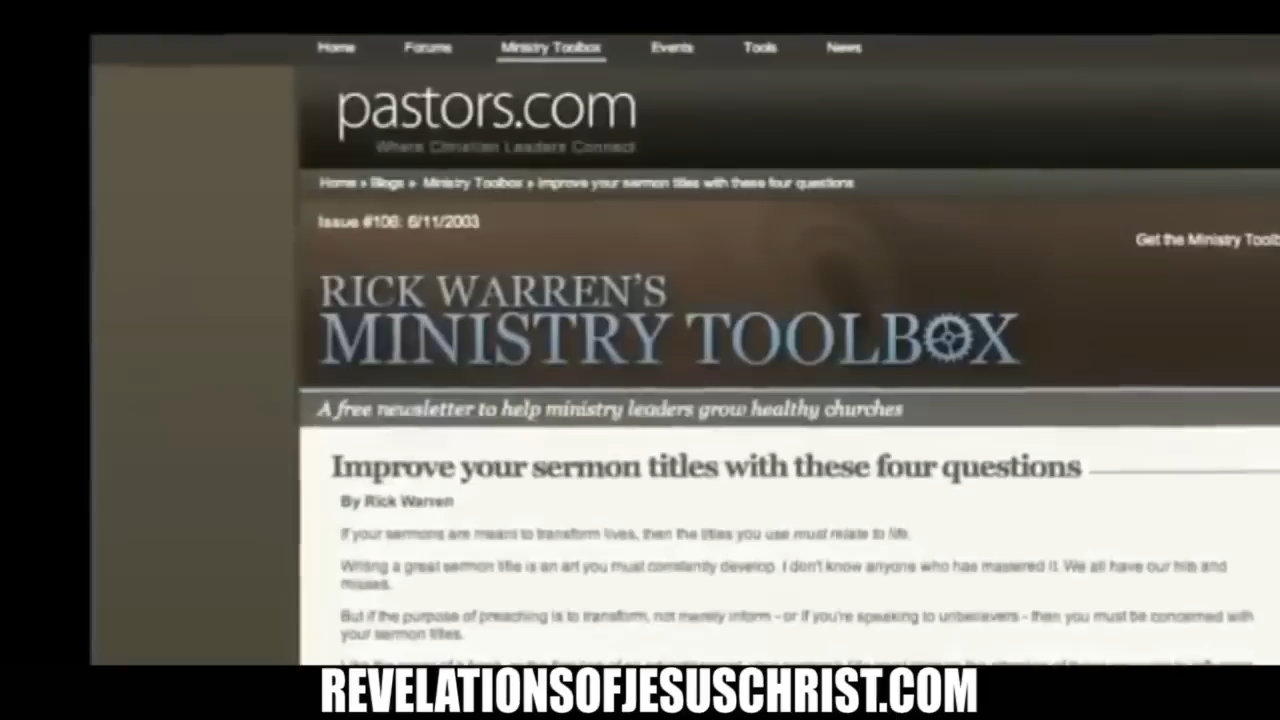 Home Forums Ministry Toolbox Events Tools News
pastors.com
Where Christian Leaders Connect
Home » Blogs » Ministry Toolbox » Improve your sermon titles with these four questions
Issue #106: 6/11/2003
Get the Ministry Toolb
RICK WARREN'S
MINISTRY TOOLBOX
A free newsletter to help ministry leaders grow healthy churches
Improve your sermon titles with these four questions
By Rick Warren
If your sermons are meant to transform lives, then the titles you use must relate to life.
Writing a great sermon title is an art you must constantly develop. I don't know anyone who has mastered it. We all have our hits and
misses.
But if the purpose of preaching is to transform, not merely inform - or if you're speaking to unbelievers - then you must be concerned with
your sermon titles.
REVELATIONSOFJESUSCHRIST.COM